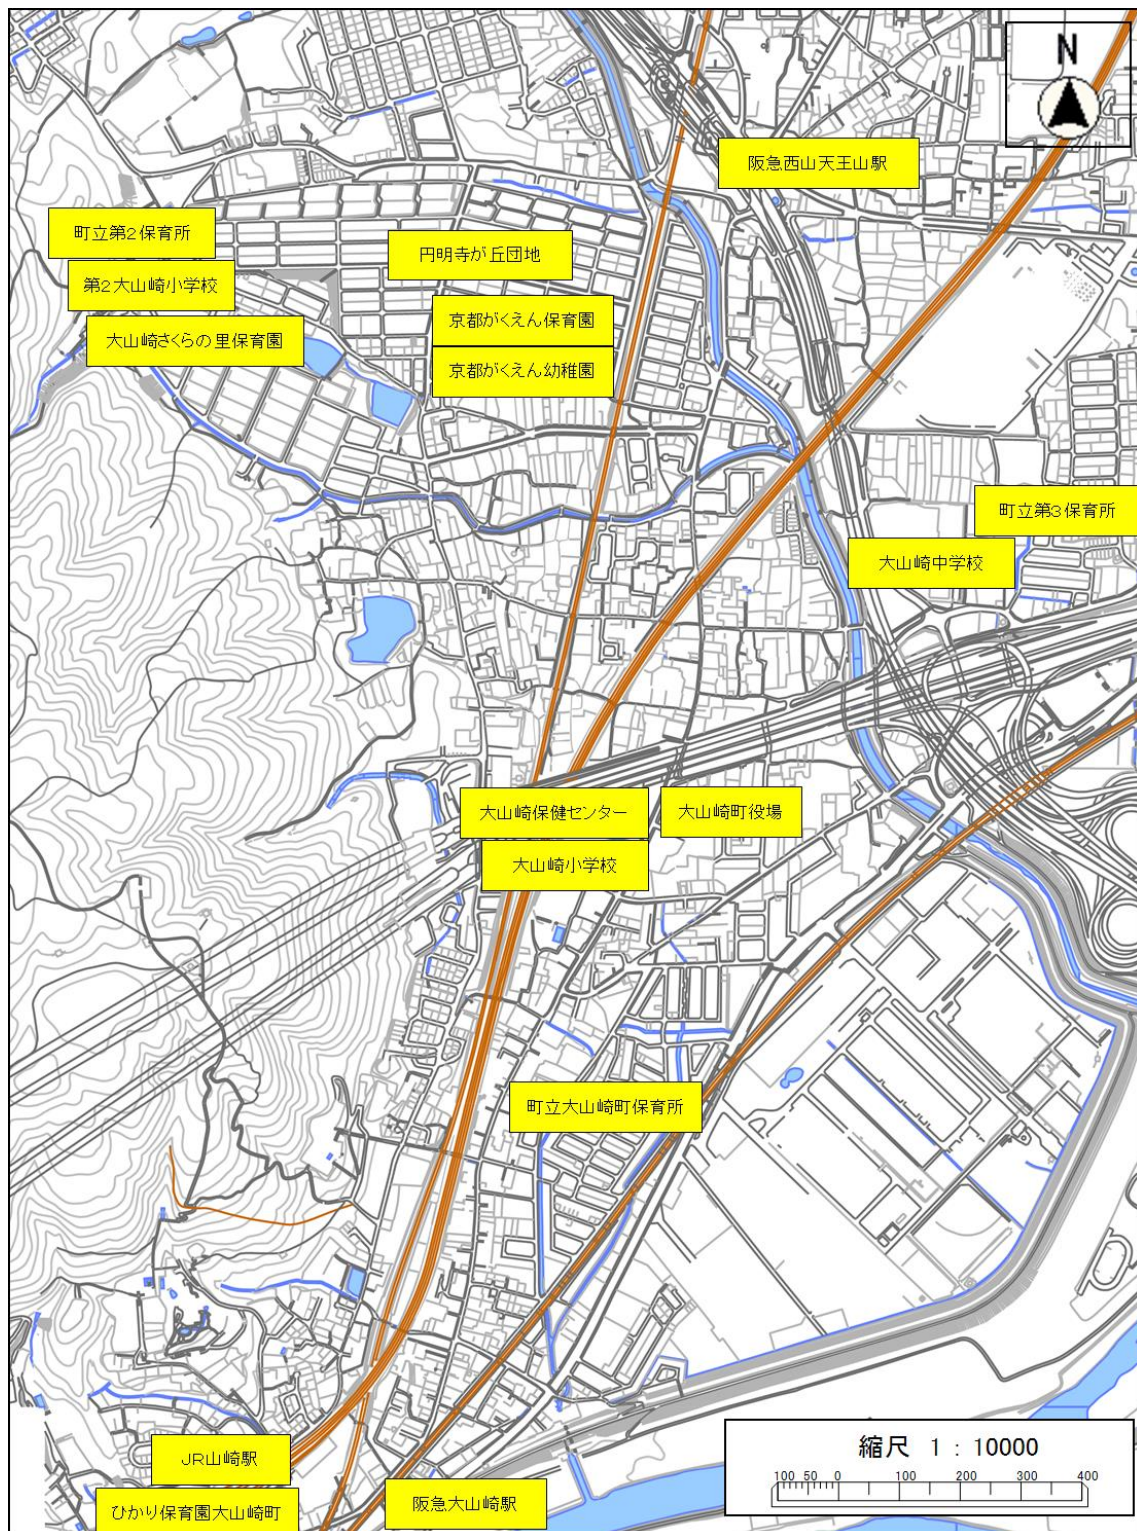 N
阪急西山天王山駅
町立第2保育所
円明寺が丘団地
第2大山崎小学校
京都がくえん保育園
大山崎さくらの里保育園
京都がくえん幼稚園
町立第3保育所
大山崎中学校
大山崎保健センター
大山崎町役場
大山崎小学校
町立大山崎町保育所
JR山崎駅
ひかり保育園大山崎町
阪急大山崎駅
縮尺 1 : 10000
100 50 0 100 200 300 400